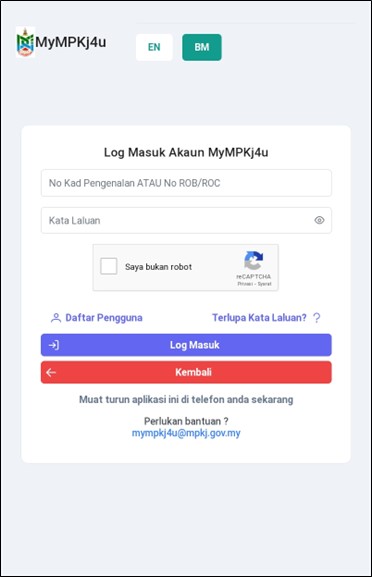 MyMPKj4u
EN
BM
Log Masuk Akaun MyMPKj4u
No Kad Pengenalan ATAU No ROB/ROC
Kata Laluan
Saya bukan robot
reCAPTCHA
Privasi - Syarat
Daftar Pengguna
Terlupa Kata Laluan?
Log Masuk
Kembali
Muat turun aplikasi ini di telefon anda sekarang
Perlukan bantuan ?
mympkj4u@mpkj.gov.my